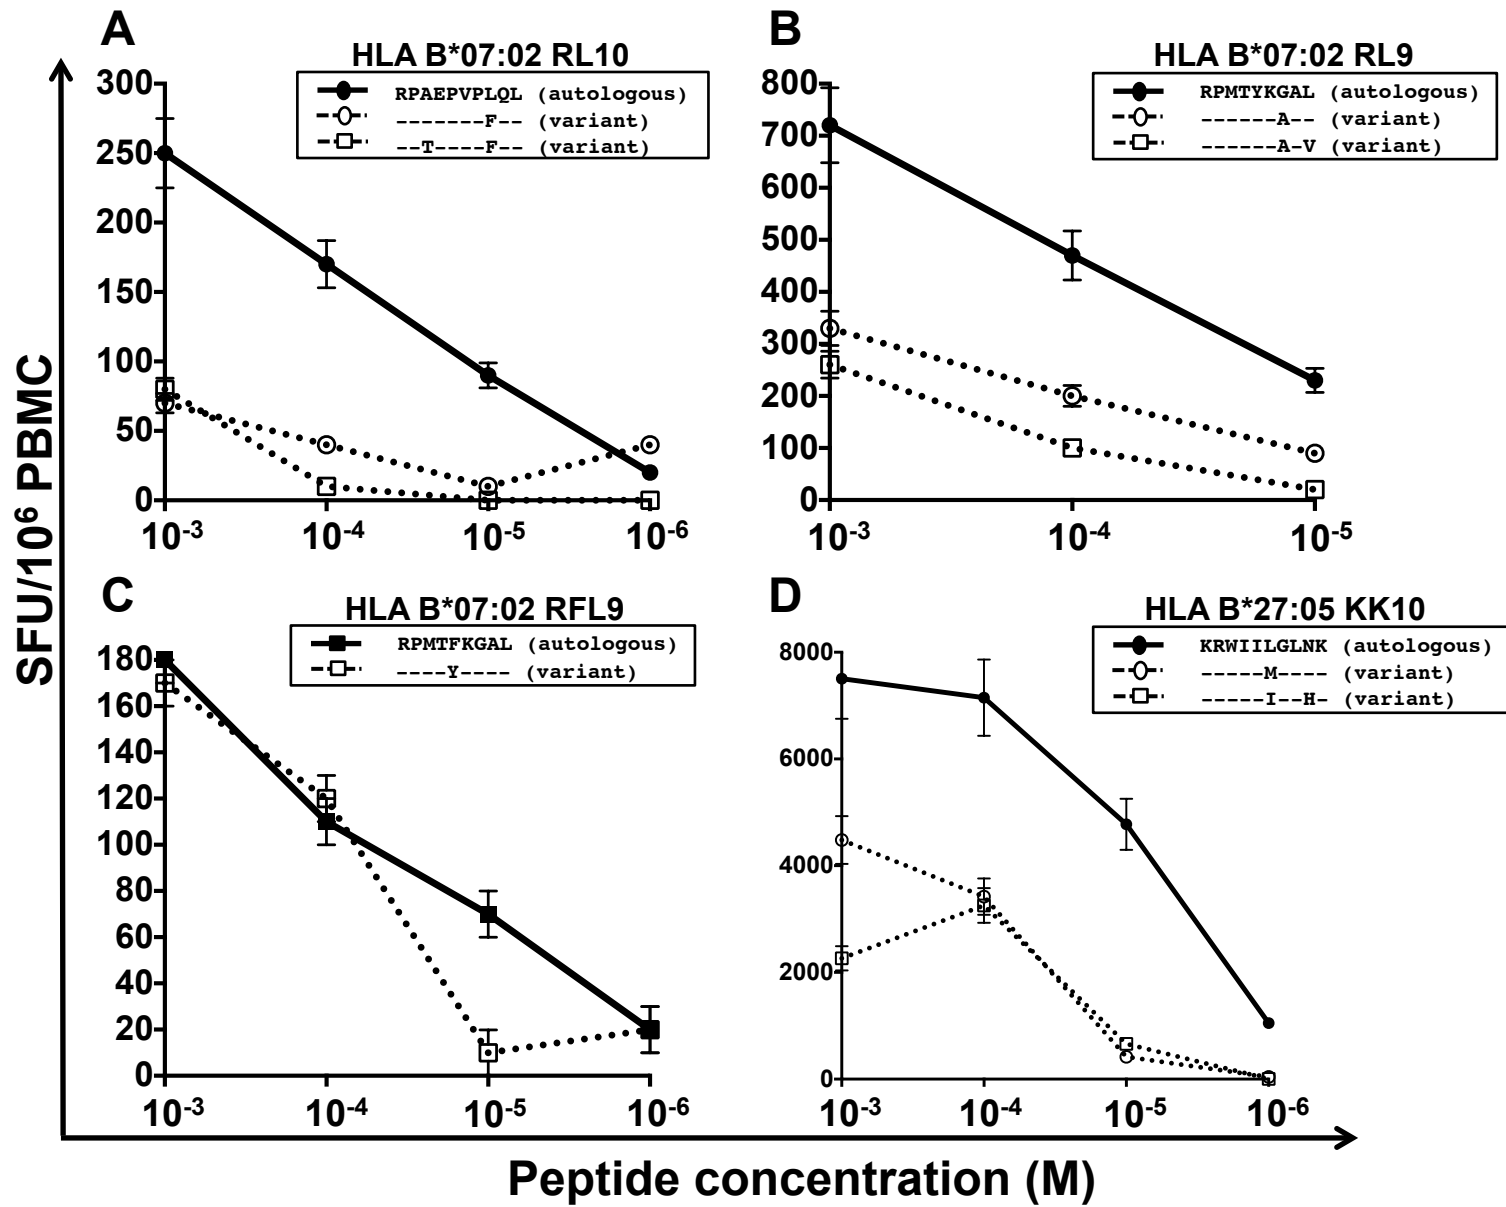 A
HLA B*07:02 RL10
RPAEPVPLQL (autologous)
-------F-- (variant)
--T----F-- (variant)
300
250
200
150
100
50
0
10-3
10-4
10-5
10-6
B
HLA B*07:02 RL9
RPMTYKGAL (autologous)
------A-- (variant)
------A-V (variant)
800
700
600
500
400
300
200
100
0
10-3
10-4
10-5
C
HLA B*07:02 RFL9
RPMTFKGAL (autologous)
----Y---- (variant)
180
160
140
120
100
80
60
40
20
0
10-3
10-4
10-5
10-6
D
HLA B*27:05 KK10
KRWIILGLNK (autologous)
-----M---- (variant)
-----I--H- (variant)
8000
6000
4000
2000
0
10-3
10-4
10-5
10-6
SFU/10⁶ PBMC
Peptide concentration (M)